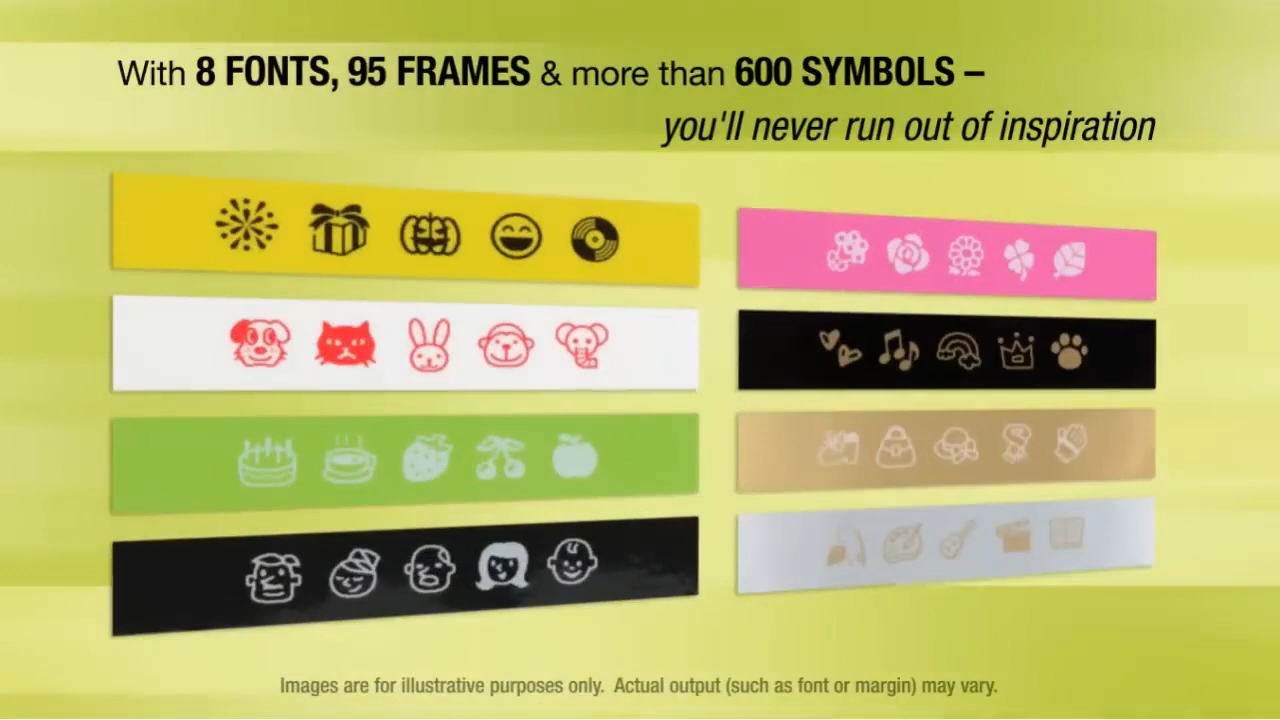 With 8 FONTS, 95 FRAMES & more than 600 SYMBOLS –
you'll never run out of inspiration
Images are for illustrative purposes only. Actual output (such as font or margin) may vary.